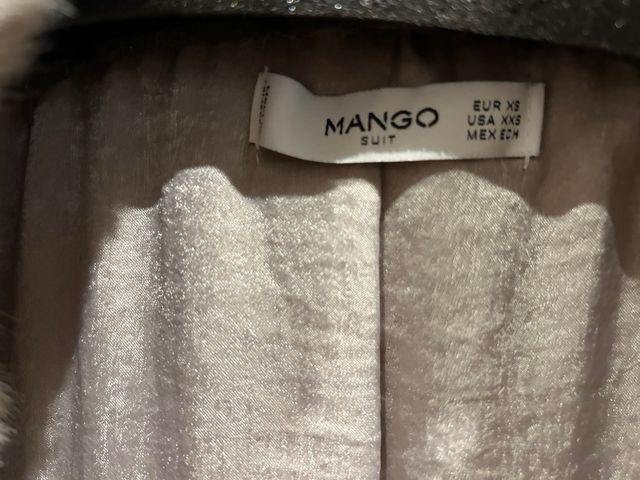 MANGO
SUIT
EUR XS
USA XXS
MEX ECH